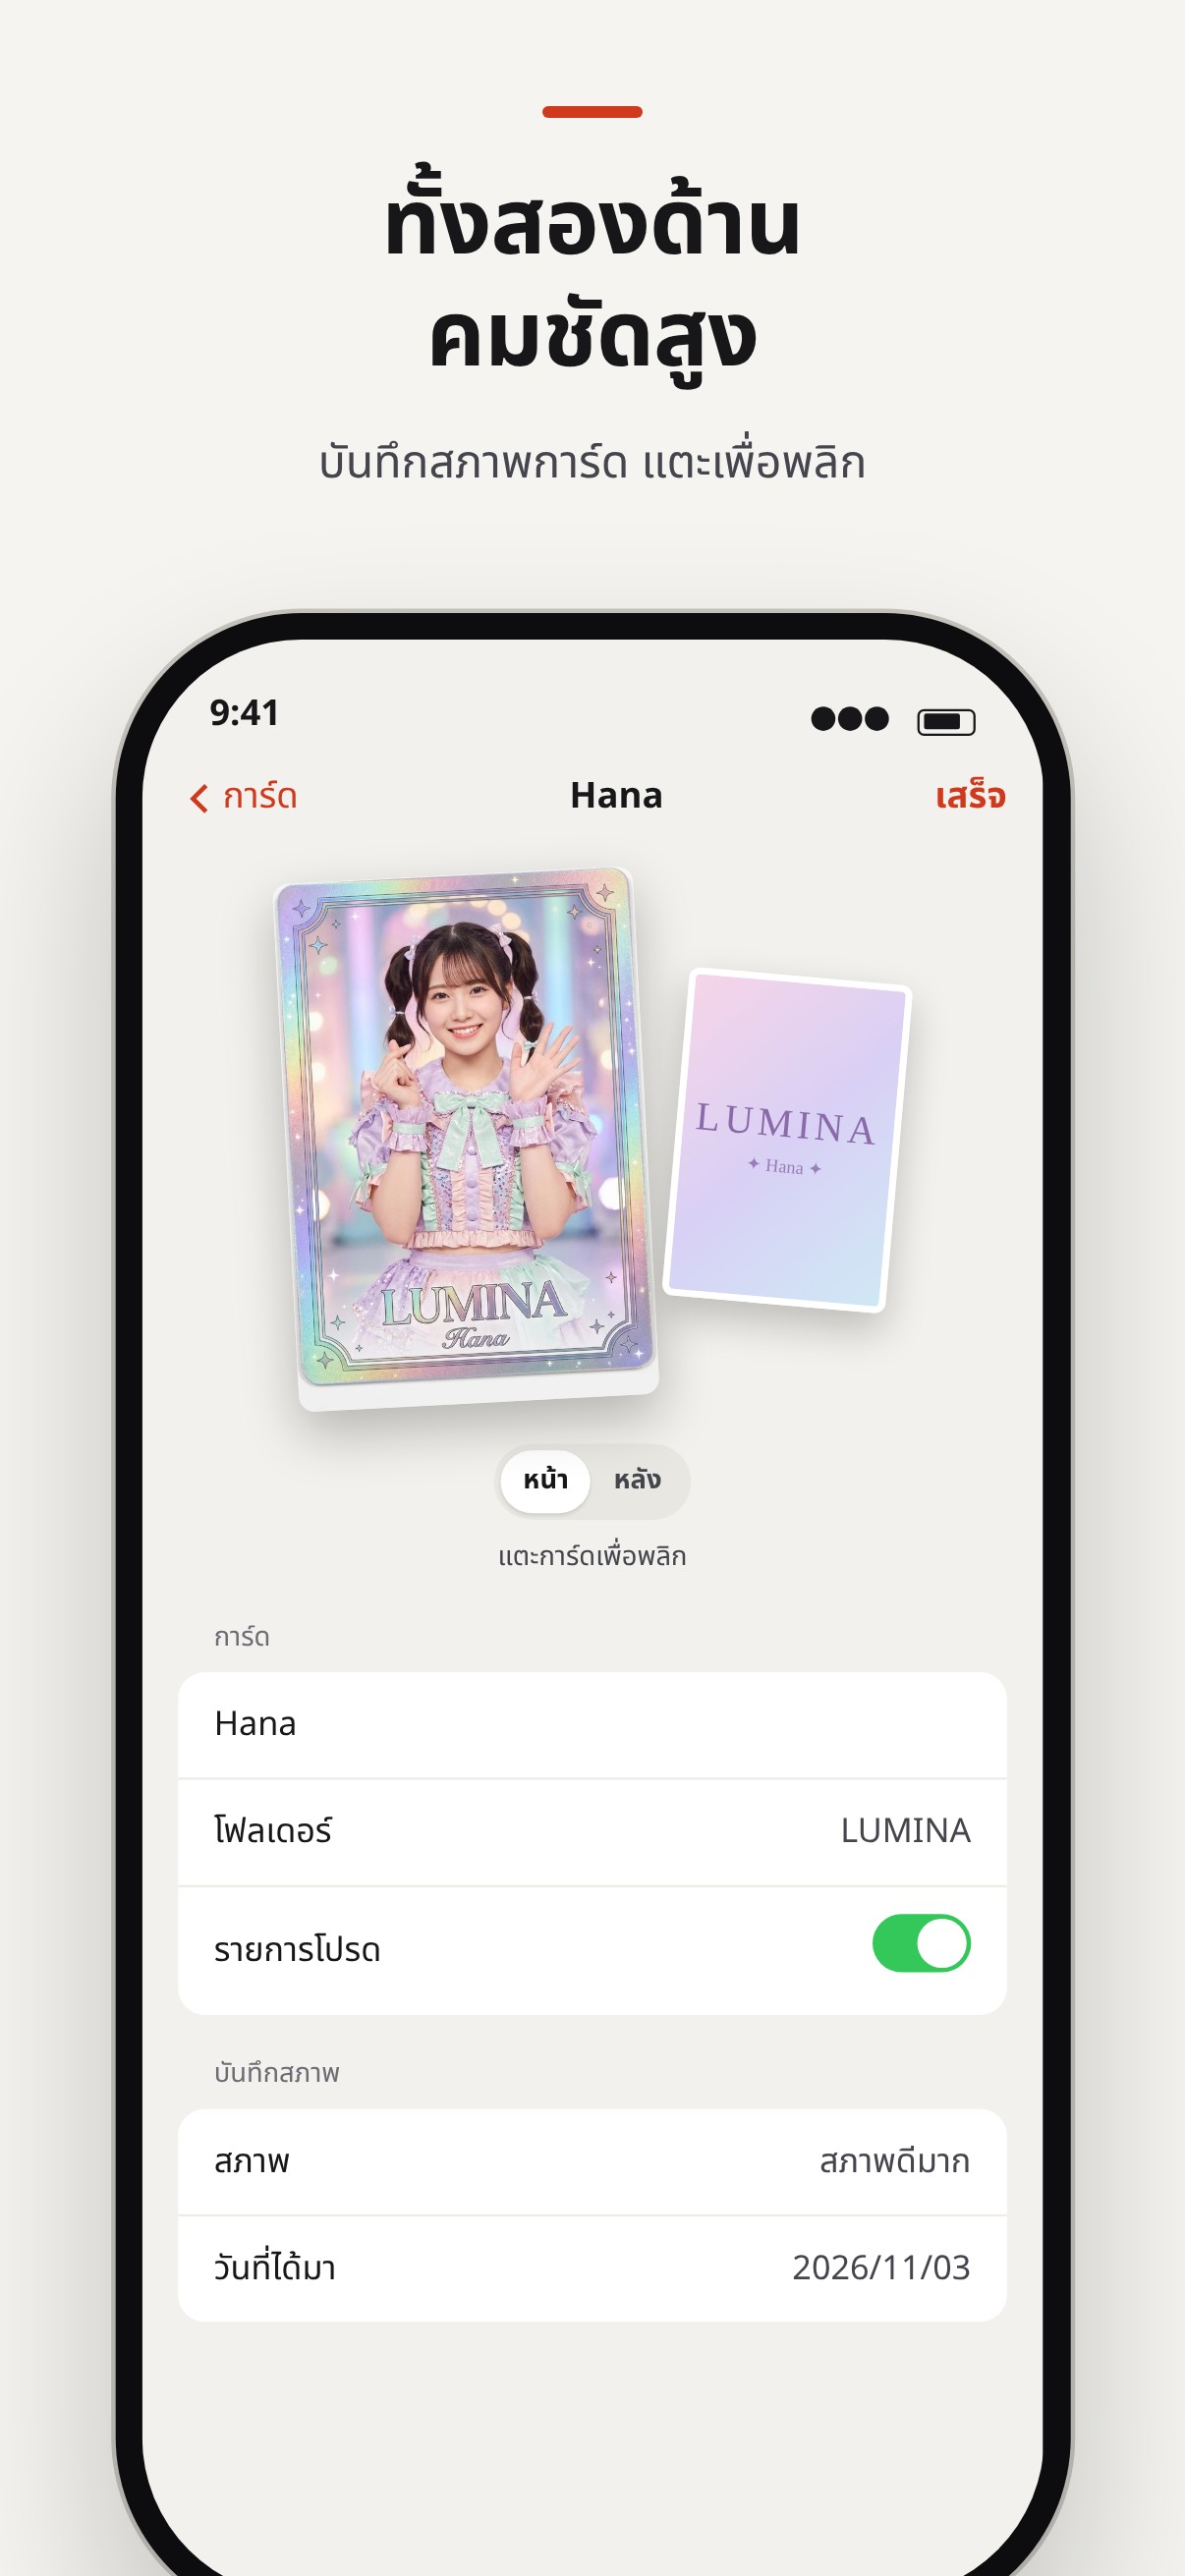 ทั้งสองด้าน
คมชัดสูง
บันทึกสภาพการ์ด แตะเพื่อพลิก
9:41
การ์ด
Hana
เสร็จ
LUMINA
Hana
LUMINA
✦ Hana ✦
หน้า
หลัง
แตะการ์ดเพื่อพลิก
การ์ด
Hana
โฟลเดอร์
LUMINA
รายการโปรด
บันทึกสภาพ
สภาพ
สภาพดีมาก
วันที่ได้มา
2026/11/03